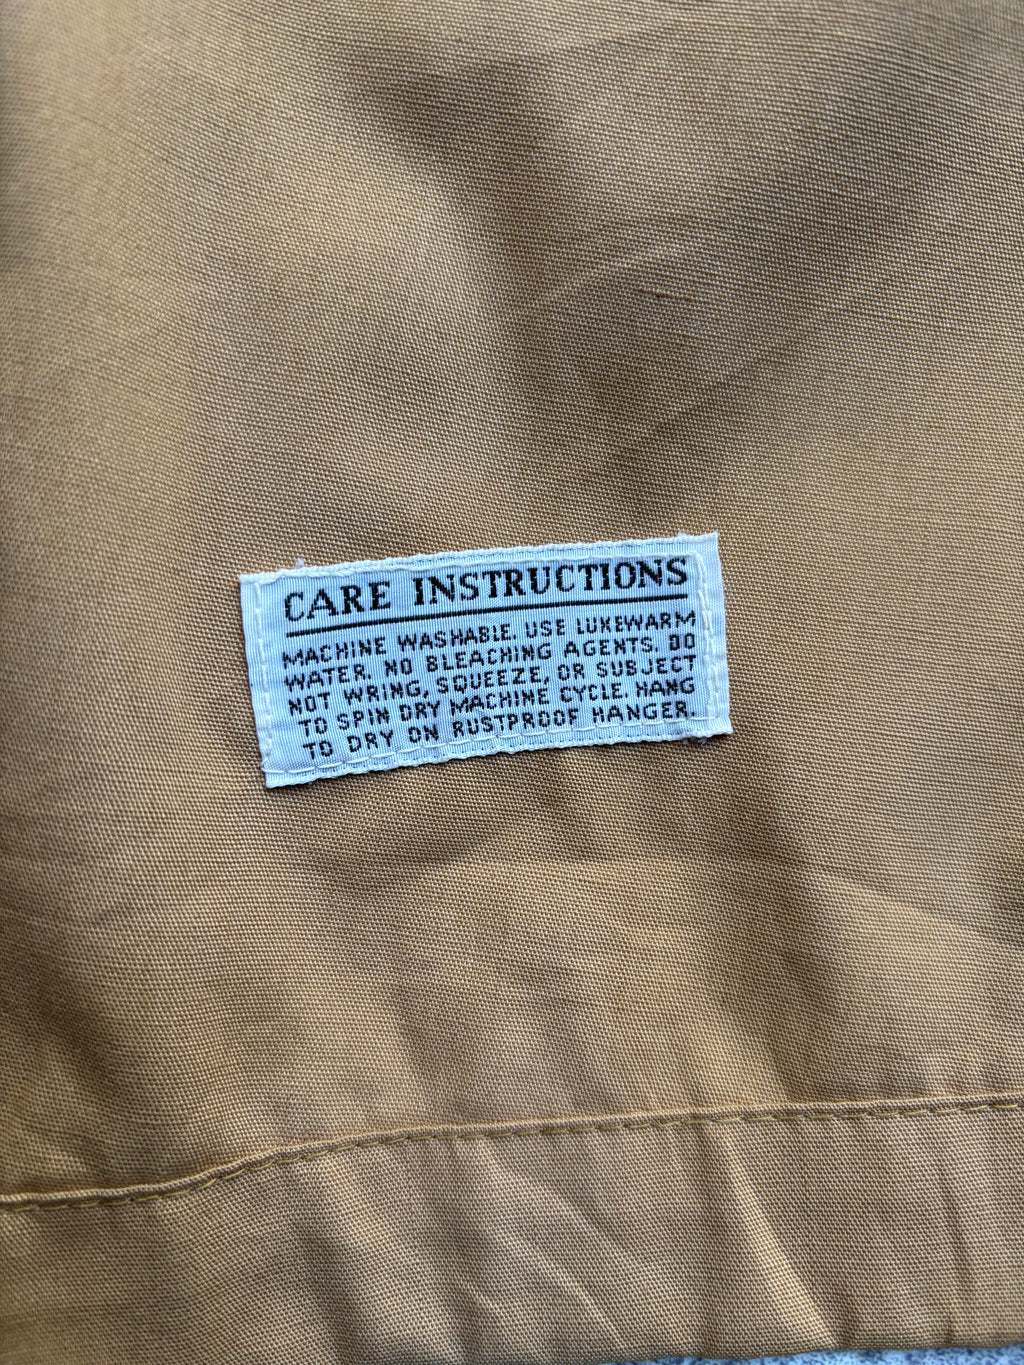 CARE INSTRUCTIONS
MACHINE WASHABLE. USE LUKEWARM
WATER. NO BLEACHING AGENTS. DO
NOT WRING, SQUEEZE, OR SUBJECT
TO SPIN DRY MACHINE CYCLE. HANG
TO DRY ON RUSTPROOF HANGER.